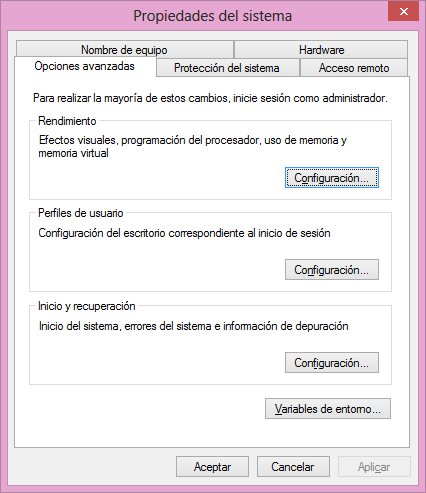 Propiedades del sistema
Nombre de equipo
Hardware
Opciones avanzadas
Protección del sistema
Acceso remoto
Para realizar la mayoría de estos cambios, inicie sesión como administrador.
Rendimiento
Efectos visuales, programación del procesador, uso de memoria y
memoria virtual
Configuración...
Perfiles de usuario
Configuración del escritorio correspondiente al inicio de sesión
Configuración...
Inicio y recuperación
Inicio del sistema, errores del sistema e información de depuración
Configuración...
Variables de entorno...
Aceptar
Cancelar
Aplicar